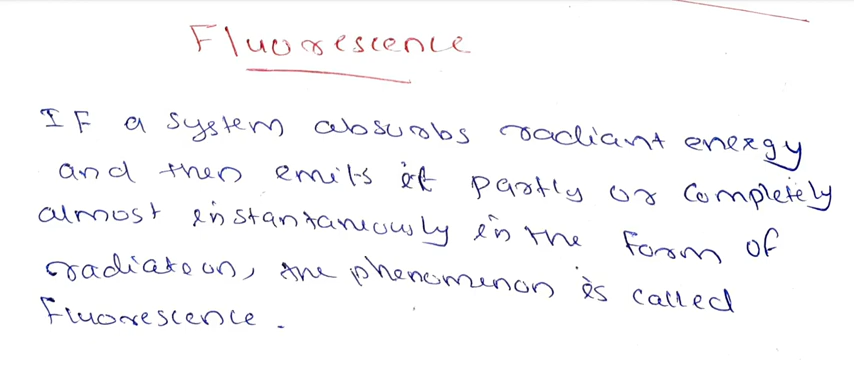 Fluorescence
IF a system absurbs radiant energy
and then emits it partly or completely
almost instantaneously in the form of
radiation, the phenomenon is called
Fluorescence.